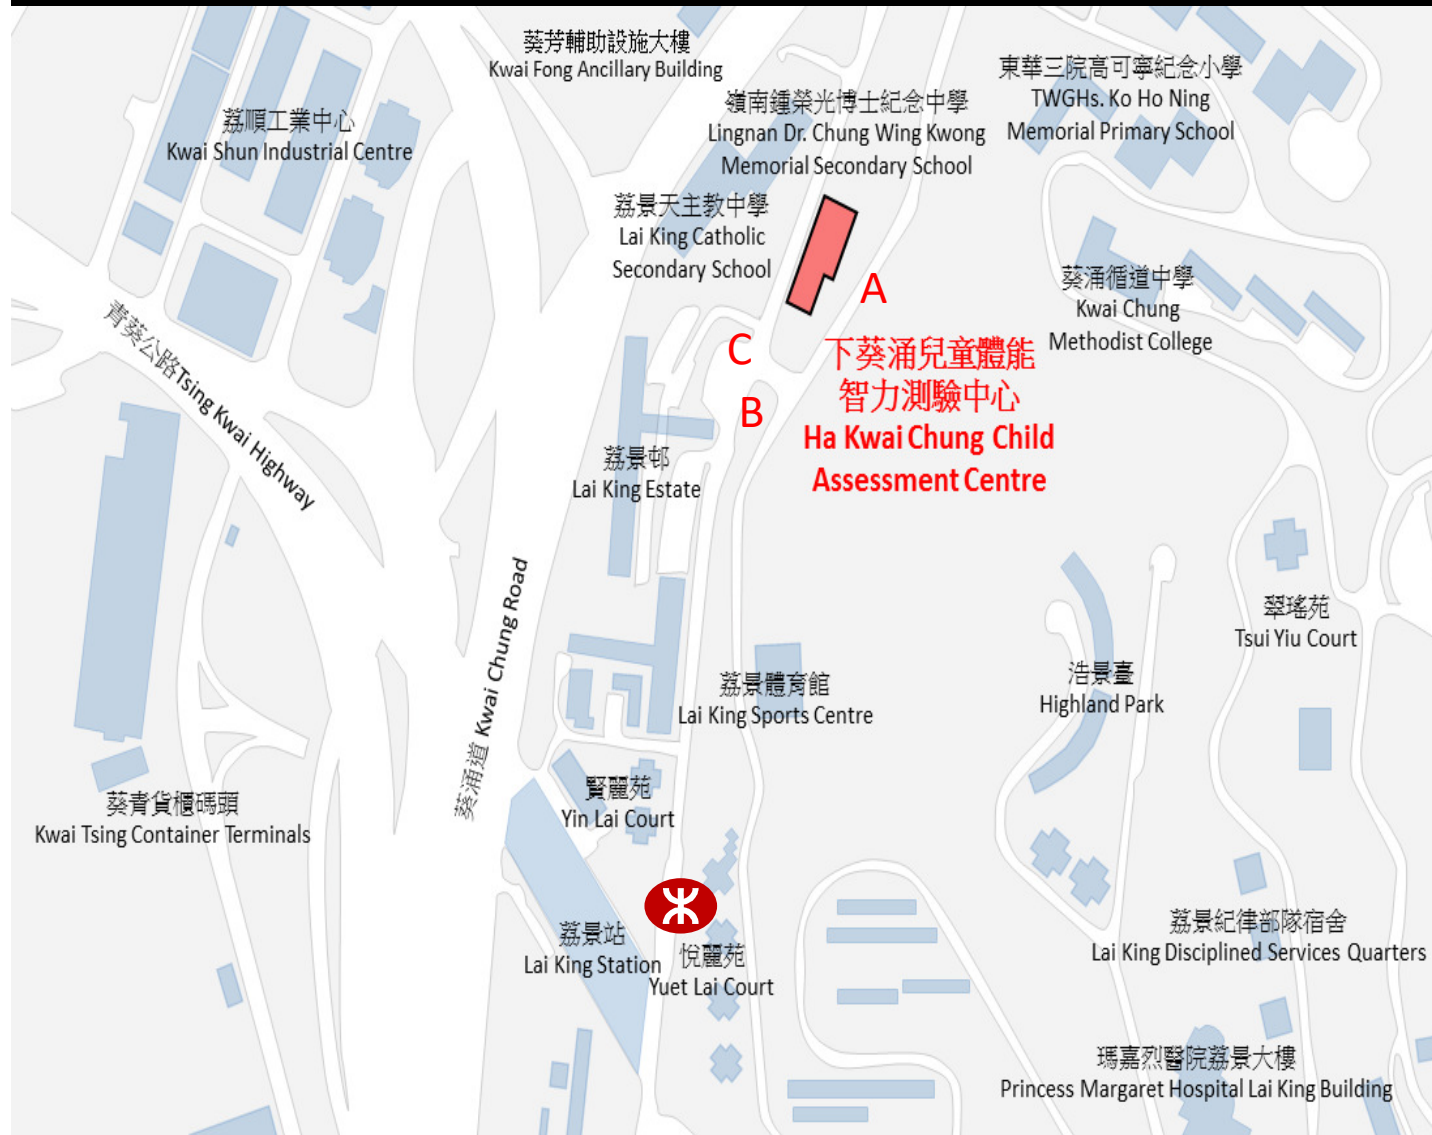 葵芳輔助設施大樓
Kwai Fong Ancillary Building
東華三院高可寧紀念小學
TWGHs. Ko Ho Ning
Memorial Primary School
嶺南鍾榮光博士紀念中學
Lingnan Dr. Chung Wing Kwong
Memorial Secondary School
荔順工業中心
Kwai Shun Industrial Centre
荔景天主教中學
Lai King Catholic
Secondary School
葵涌循道中學
Kwai Chung
Methodist College
A
青葵公路Tsing Kwai Highway
C
B
下葵涌兒童體能
智力測驗中心
Ha Kwai Chung Child
Assessment Centre
荔景邨
Lai King Estate
葵涌道 Kwai Chung Road
翠瑤苑
Tsui Yiu Court
浩景臺
Highland Park
荔景體育館
Lai King Sports Centre
賢麗苑
Yin Lai Court
葵青貨櫃碼頭
Kwai Tsing Container Terminals
荔景站
Lai King Station
悅麗苑
Yuet Lai Court
荔景紀律部隊宿舍
Lai King Disciplined Services Quarters
瑪嘉烈醫院荔景大樓
Princess Margaret Hospital Lai King Building